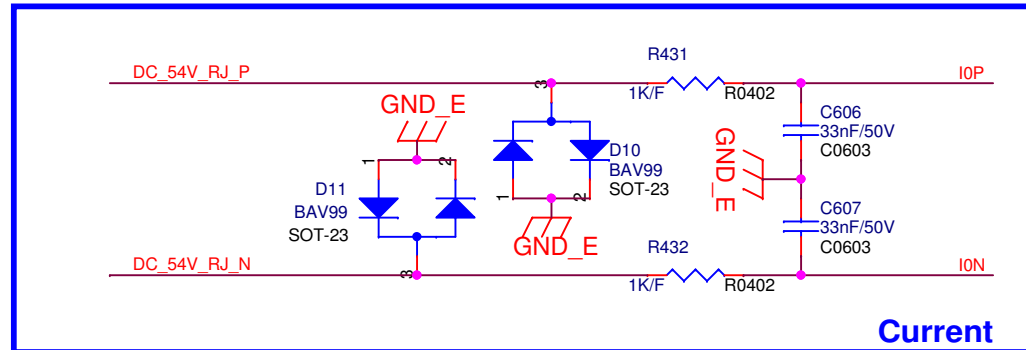 DC_54V_RJ_P
R431
I0P
3
1K/F
R0402
GND_E
C606
33nF/50V
C0603
D10
BAV99
SOT-23
GND_E
1
2
D11
BAV99
SOT-23
1
2
GND_E
C607
33nF/50V
C0603
R432
DC_54V_RJ_N
I0N
3
1K/F
R0402
Current